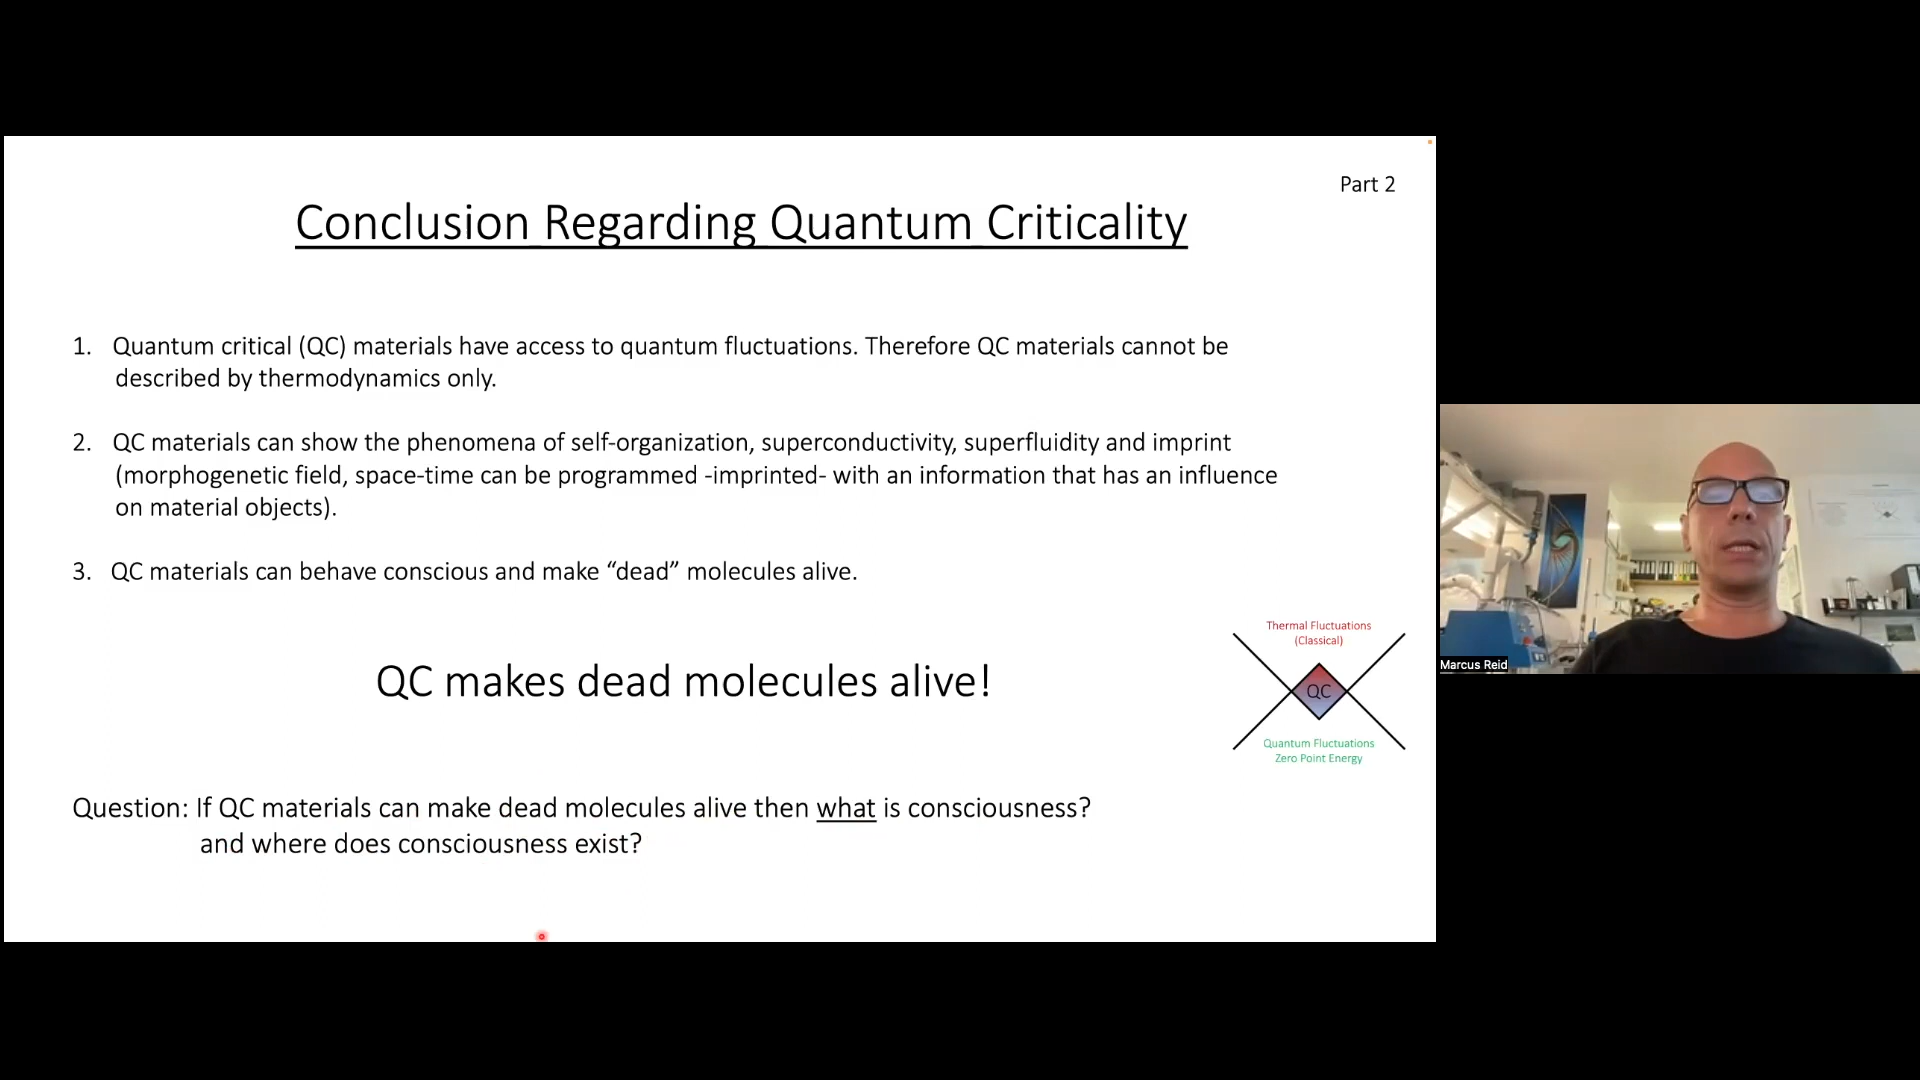 Part 2
Conclusion Regarding Quantum Criticality
1. Quantum critical (QC) materials have access to quantum fluctuations. Therefore QC materials cannot be
described by thermodynamics only.
2. QC materials can show the phenomena of self-organization, superconductivity, superfluidity and imprint
(morphogenetic field, space-time can be programmed -imprinted- with an information that has an influence
on material objects).
3. QC materials can behave conscious and make “dead” molecules alive.
QC makes dead molecules alive!
Thermal Fluctuations
(Classical)
QC
Quantum Fluctuations
Zero Point Energy
Question: If QC materials can make dead molecules alive then what is consciousness?
and where does consciousness exist?
Marcus Reid